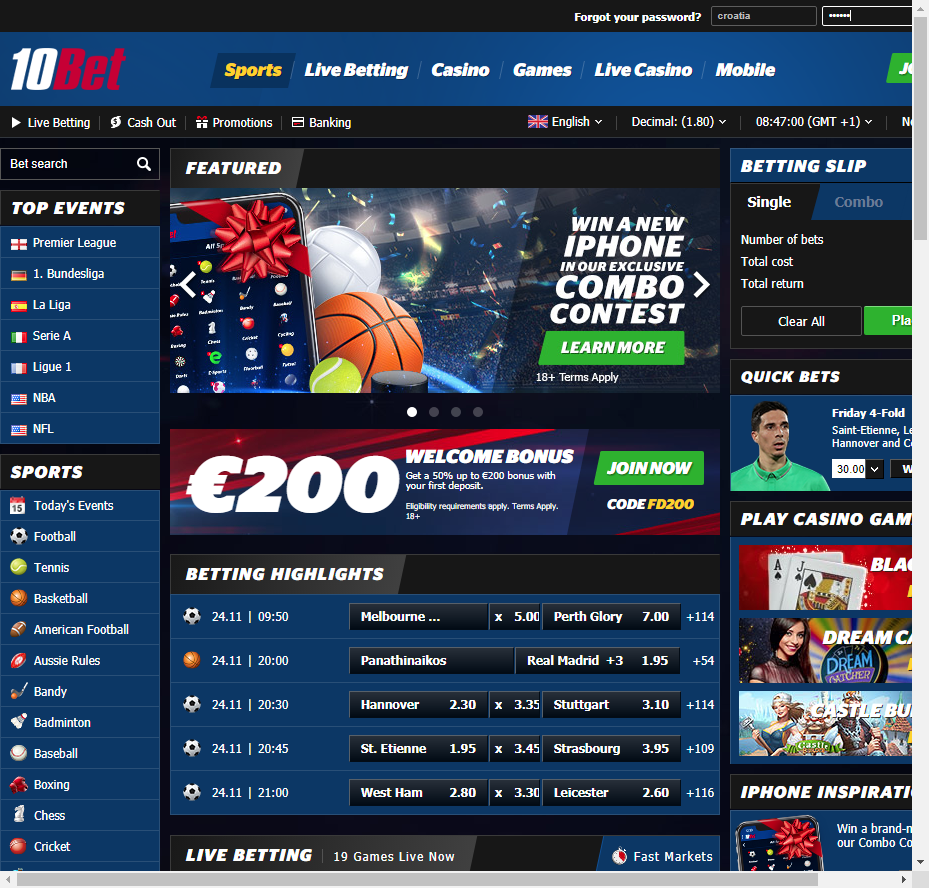 Forgot your password? croatia ••••••
10Bet
Sports Live Betting Casino Games Live Casino Mobile
Live Betting Cash Out Promotions Banking
English Decimal: (1.80) 08:47:00 (GMT +1)
Bet search
TOP EVENTS
Premier League
1. Bundesliga
La Liga
Serie A
Ligue 1
NBA
NFL
SPORTS
15
Today's Events
Football
Tennis
Basketball
American Football
Aussie Rules
Bandy
Badminton
Baseball
Boxing
Chess
Cricket
FEATURED
WIN A NEW
IPHONE
IN OUR EXCLUSIVE
COMBO
CONTEST
LEARN MORE
18+ Terms Apply
€200
WELCOME BONUS
Get a 50% up to €200 bonus with
your first deposit.
Eligibility requirements apply. Terms Apply.
18+
JOIN NOW
CODE FD200
BETTING HIGHLIGHTS
24.11 | 09:50 Melbourne ... x 5.00 Perth Glory 7.00 +114
24.11 | 20:00 Panathinaikos Real Madrid +3 1.95 +54
24.11 | 20:30 Hannover 2.30 x 3.35 Stuttgart 3.10 +114
24.11 | 20:45 St. Etienne 1.95 x 3.45 Strasbourg 3.95 +109
24.11 | 21:00 West Ham 2.80 x 3.30 Leicester 2.60 +116
LIVE BETTING 19 Games Live Now Fast Markets
BETTING SLIP
Single Combo
Number of bets
Total cost
Total return
Clear All Pla
QUICK BETS
Friday 4-Fold
Saint-Etienne, Le
Hannover and C
30.00 W
PLAY CASINO GAM
BLA
DREAM CA
DREAM
CATCHER
CASTLE BU
Castle
IPHONE INSPIRATI
Win a brand-n
our Combo Co